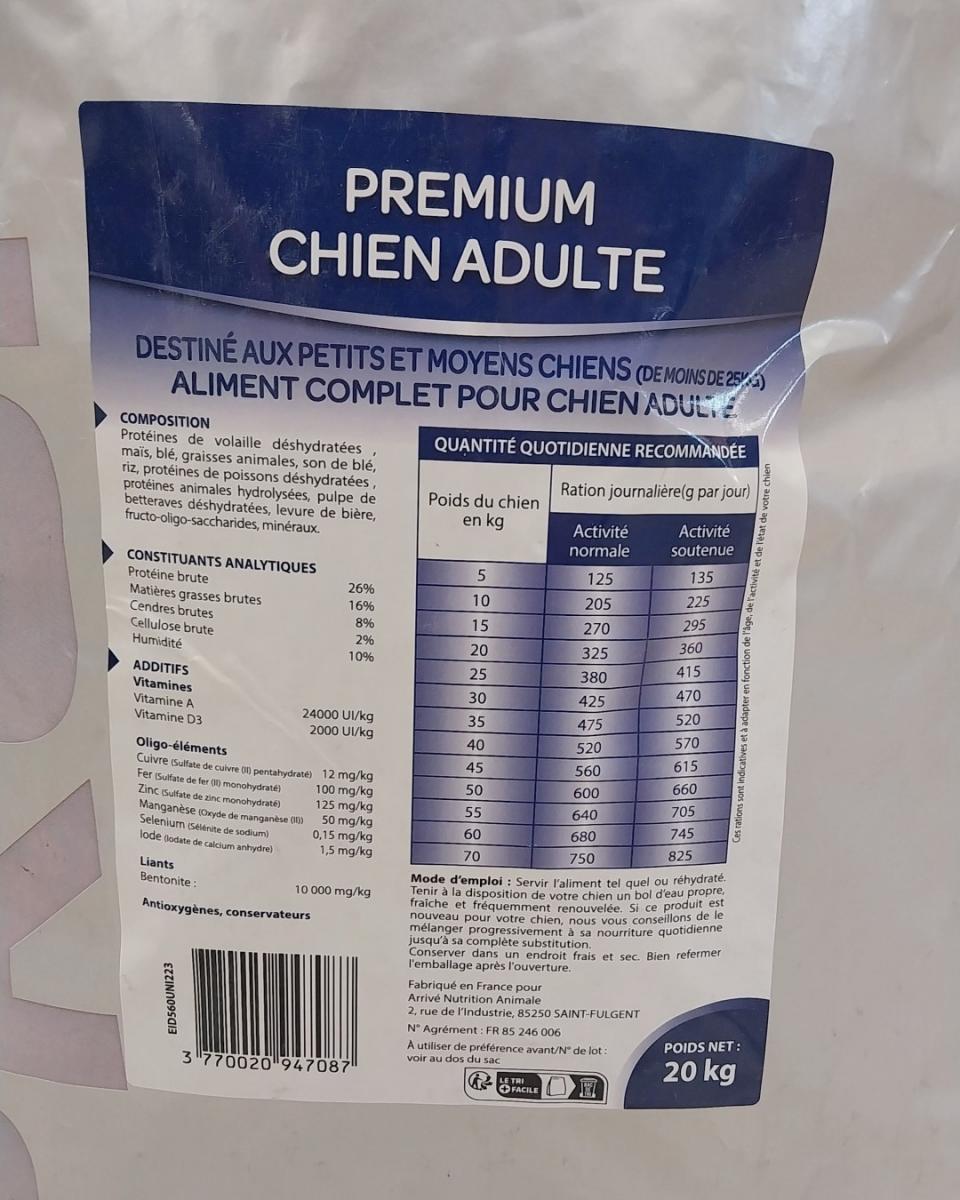 PREMIUM
CHIEN ADULTE
DESTINÉ AUX PETITS ET MOYENS CHIENS (DE MOINS DE 25KG)
ALIMENT COMPLET POUR CHIEN ADULTE
COMPOSITION
Protéines de volaille déshydratées ,
maïs, blé, graisses animales, son de blé,
riz, protéines de poissons déshydratées ,
protéines animales hydrolysées, pulpe de
betteraves déshydratées, levure de bière,
fructo-oligo-saccharides, minéraux.
CONSTITUANTS ANALYTIQUES
Protéine brute 26%
Matières grasses brutes 16%
Cendres brutes 8%
Cellulose brute 2%
Humidité 10%
ADDITIFS
Vitamines
Vitamine A 24000 UI/kg
Vitamine D3 2000 UI/kg
Oligo-éléments
Cuivre (Sulfate de cuivre (II) pentahydraté) 12 mg/kg
Fer (Sulfate de fer (II) monohydraté) 100 mg/kg
Zinc (Sulfate de zinc monohydraté) 125 mg/kg
Manganèse (Oxyde de manganèse (II)) 50 mg/kg
Selenium (Sélénite de sodium) 0,15 mg/kg
Iode (Iodate de calcium anhydre) 1,5 mg/kg
Liants
Bentonite : 10 000 mg/kg
Antioxygènes, conservateurs
EID560UNI223
3 770020 947087
QUANTITÉ QUOTIDIENNE RECOMMANDÉE
Poids du chien
en kg
Ration journalière(g par jour)
Activité
normale
Activité
soutenue
5 125 135
10 205 225
15 270 295
20 325 360
25 380 415
30 425 470
35 475 520
40 520 570
45 560 615
50 600 660
55 640 705
60 680 745
70 750 825
Ces rations sont indicatives et à adapter en fonction de l'âge, de l'activité et de l'état de votre chien
Mode d'emploi : Servir l'aliment tel quel ou réhydraté.
Tenir à la disposition de votre chien un bol d'eau propre,
fraîche et fréquemment renouvelée. Si ce produit est
nouveau pour votre chien, nous vous conseillons de le
mélanger progressivement à sa nourriture quotidienne
jusqu'à sa complète substitution.
Conserver dans un endroit frais et sec. Bien refermer
l'emballage après l'ouverture.
Fabriqué en France pour
Arrivé Nutrition Animale
2, rue de l'Industrie, 85250 SAINT-FULGENT
N° Agrément : FR 85 246 006
À utiliser de préférence avant/N° de lot :
voir au dos du sac
LE TRI
+ FACILE
POIDS NET :
20 kg